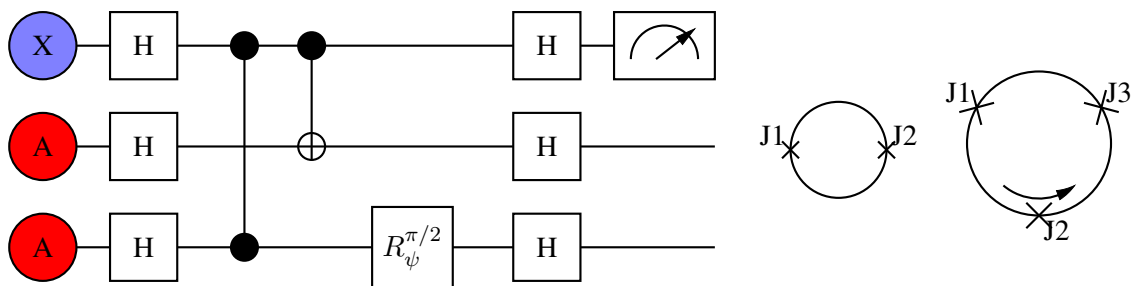 X H H
J1 J3
A H H J1 J2
J2
A H R_ψ^{π/2} H